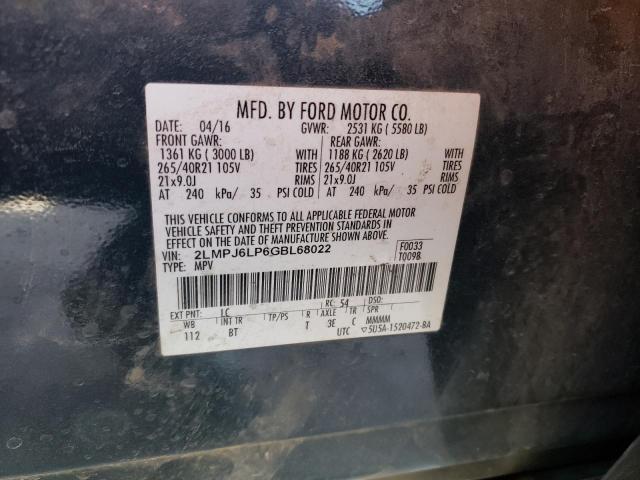 MFD. BY FORD MOTOR CO.
DATE: 04/16 GVWR: 2531 KG ( 5580 LB)
FRONT GAWR: REAR GAWR:
1361 KG ( 3000 LB) WITH 1188 KG ( 2620 LB) WITH
265/40R21 105V TIRES 265/40R21 105V TIRES
21x9.0J RIMS 21x9.0J RIMS
AT 240 kPa/ 35 PSI COLD AT 240 kPa/ 35 PSI COLD
THIS VEHICLE CONFORMS TO ALL APPLICABLE FEDERAL MOTOR
VEHICLE SAFETY AND THEFT PREVENTION STANDARDS IN
EFFECT ON THE DATE OF MANUFACTURE SHOWN ABOVE.
VIN: 2LMPJ6LP6GBL68022 F0033
TYPE: MPV T0098
EXT PNT: LC RC: 54 DSO:
WB INT TR TP/PS R AXLE TR SPR
112 BT T 3E C MMMM
UTC ▽5U5A-1520472-BA